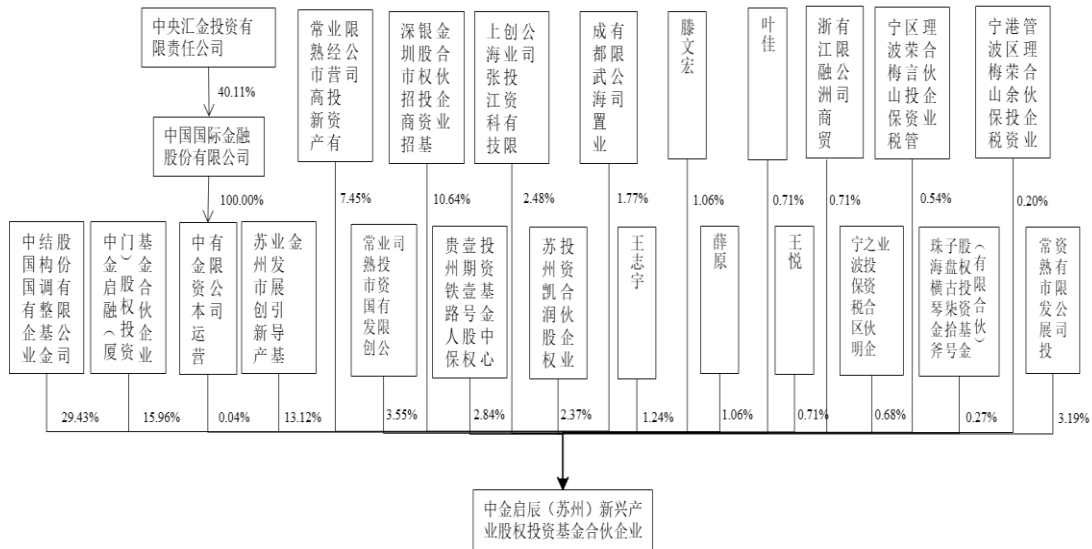 中央汇金投资有
限责任公司
40.11%
中国国际金融
股份有限公司
100.00%
常熟市高新产
业经营投资有
限公司
7.45%
深圳市招商招
银股权投资基
金合伙企业
10.64%
上海张江科技
创业投资有限
公司
2.48%
成都武海置业
有限公司
1.77%
滕文宏
1.06%
叶佳
0.71%
浙江融洲商贸
有限公司
0.71%
宁波梅山保税
区荣言投资管
理合伙企业
0.54%
宁波梅山保税
港区荣余投资
管理合伙企业
0.20%
中国国有企业
结构调整基金
股份有限公司
29.43%
中金启融（厦
门）股权投资
基金合伙企业
15.96%
中金资本运营
有限公司
0.04%
苏州市创新产
业发展引导基
金
13.12%
常熟市国发创
业投资有限公
司
3.55%
贵州铁路人保
壹期壹号股权
投资基金中心
2.84%
苏州凯润股权
投资合伙企业
2.37%
王志宇
1.24%
薛原
1.06%
王悦
0.71%
宁波保税区明
之投资合伙企
业
0.68%
珠海横琴金斧
子盘古柒拾号
股权投资基金
（有限合伙）
0.27%
常熟市发展投
资有限公司
3.19%
中金启辰（苏州）新兴产
业股权投资基金合伙企业